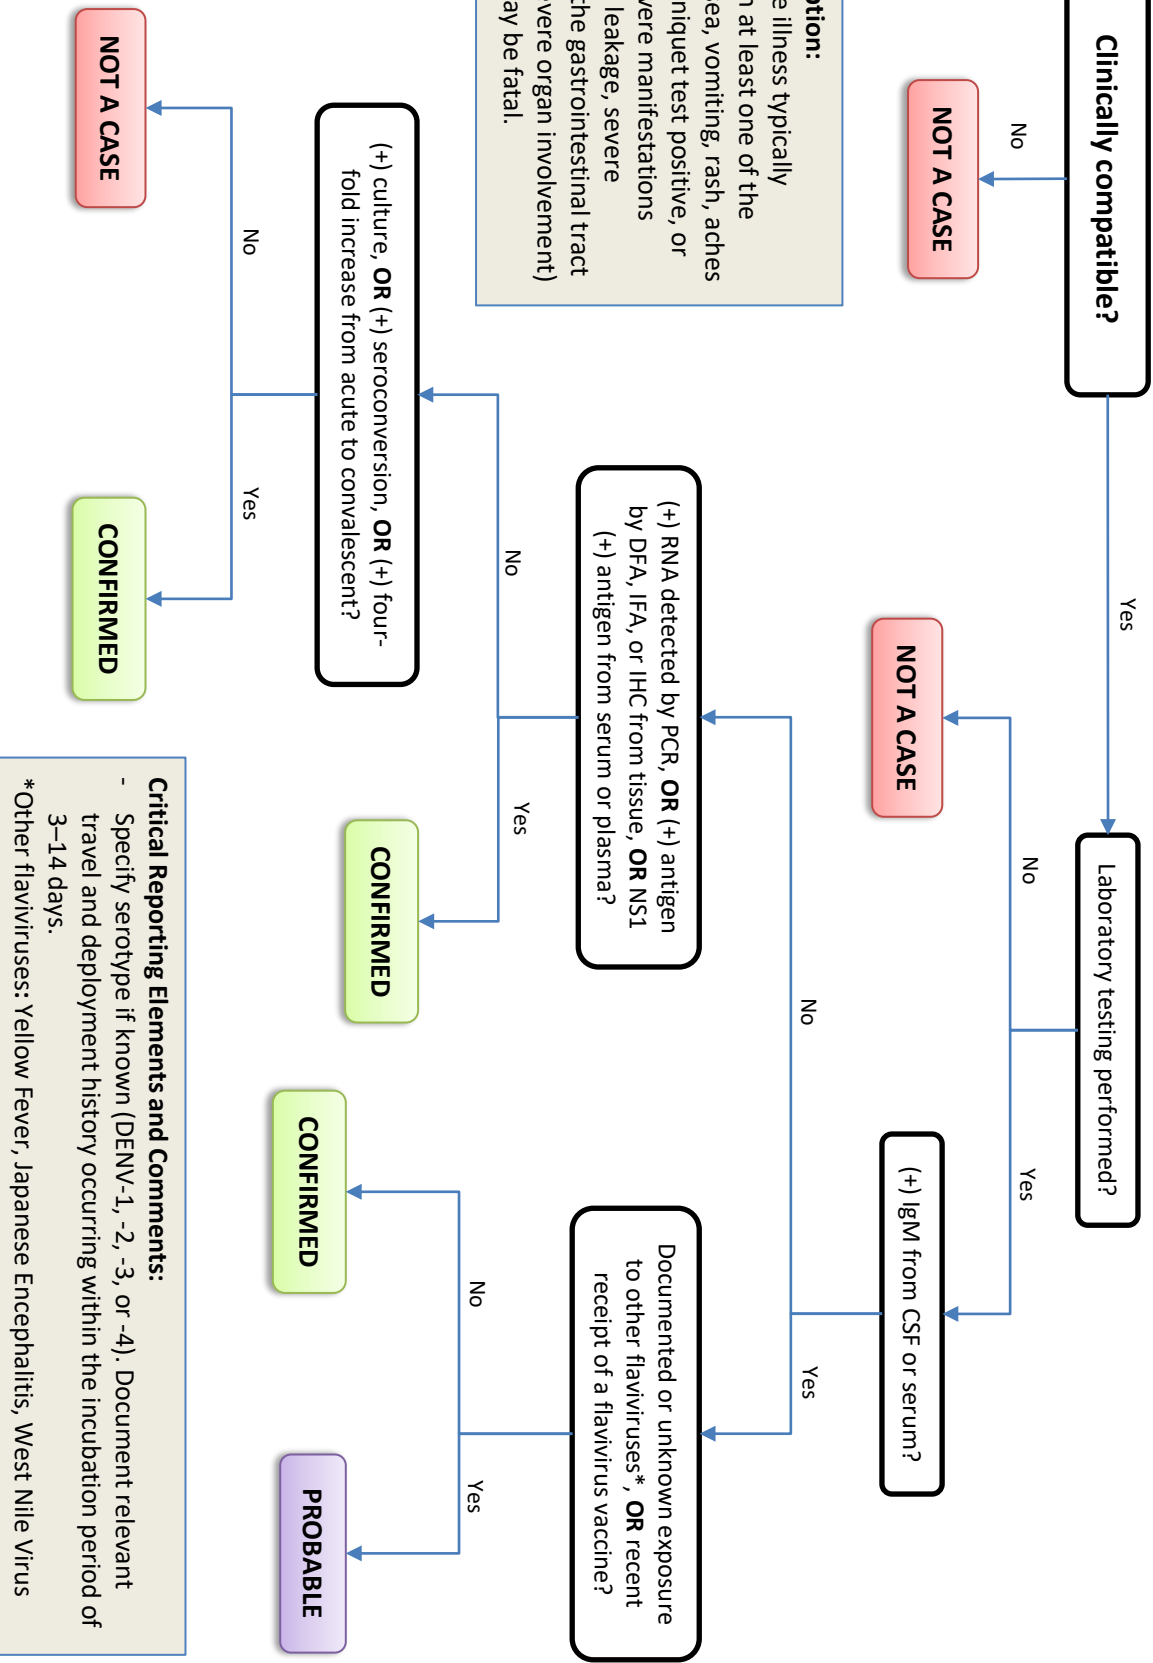 Clinically compatible?
Yes
Laboratory testing performed?
No
NOT A CASE
No
Yes
NOT A CASE
(+) IgM from CSF or serum?
ption:
e illness typically
at least one of the
sea, vomiting, rash, aches
niquet test positive, or
vere manifestations
leakage, severe
the gastrointestinal tract
vere organ involvement)
ay be fatal.
No
Yes
(+) RNA detected by PCR, OR (+) antigen
by DFA, IFA, or IHC from tissue, OR NS1
(+) antigen from serum or plasma?
Documented or unknown exposure
to other flaviviruses*, OR recent
receipt of a flavivirus vaccine?
No
Yes
No
Yes
(+) culture, OR (+) seroconversion, OR (+) four-
fold increase from acute to convalescent?
CONFIRMED
CONFIRMED
PROBABLE
No
Yes
NOT A CASE
CONFIRMED
Critical Reporting Elements and Comments:
- Specify serotype if known (DENV-1, -2, -3, or -4). Document relevant
travel and deployment history occurring within the incubation period of
3–14 days.
*Other flaviviruses: Yellow Fever, Japanese Encephalitis, West Nile Virus